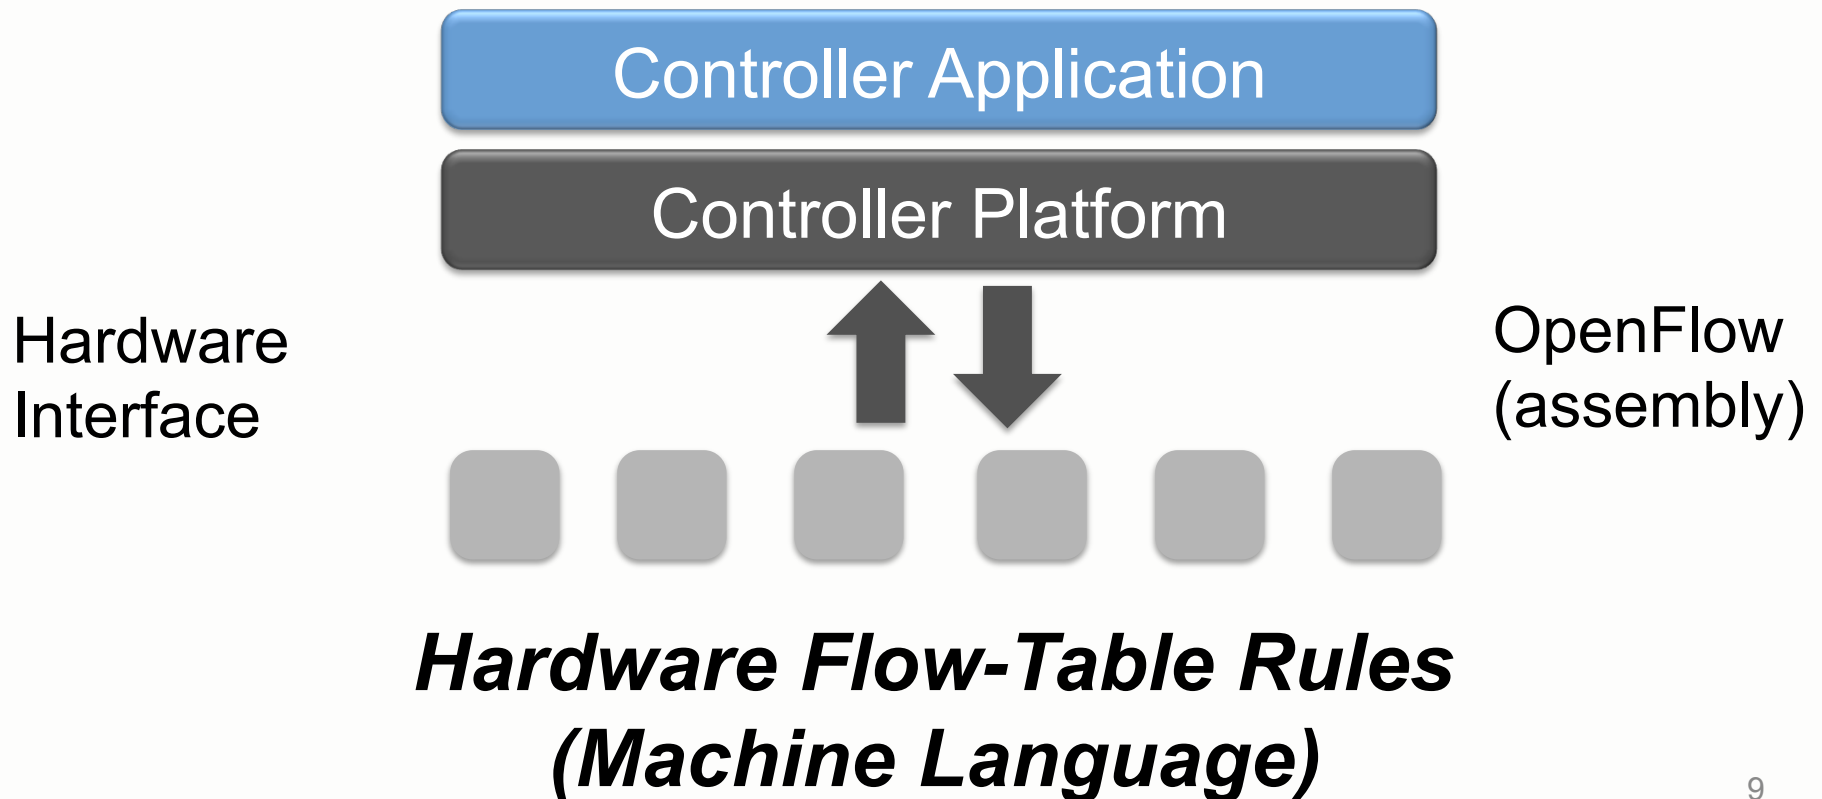 Controller Application
Controller Platform
Hardware
Interface
OpenFlow
(assembly)
Hardware Flow-Table Rules
(Machine Language)
9